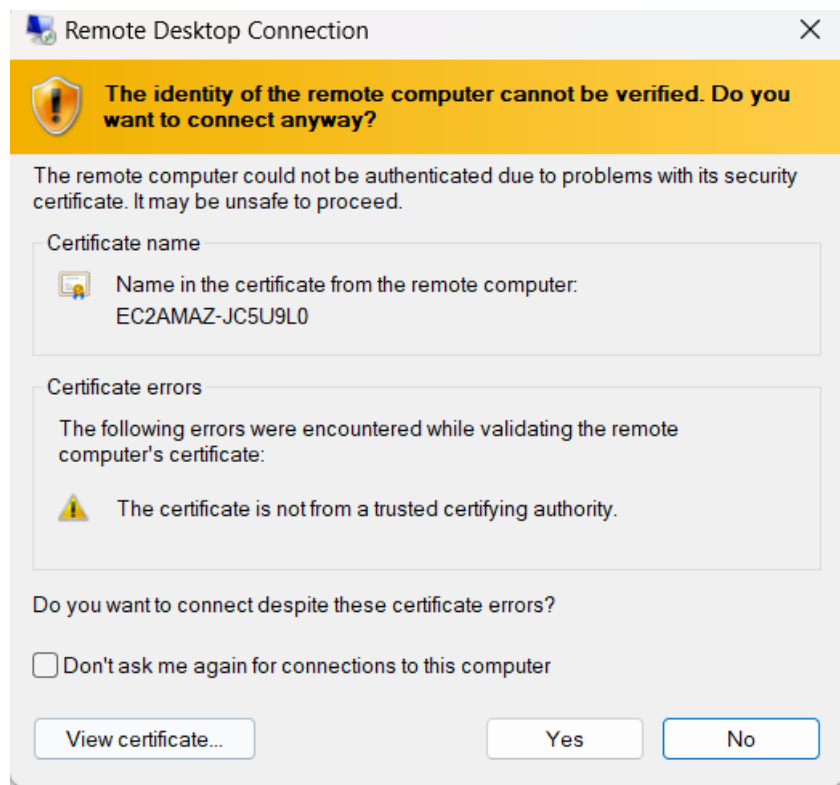 Remote Desktop Connection
The identity of the remote computer cannot be verified. Do you
want to connect anyway?
The remote computer could not be authenticated due to problems with its security
certificate. It may be unsafe to proceed.
Certificate name
Name in the certificate from the remote computer:
EC2AMAZ-JC5U9L0
Certificate errors
The following errors were encountered while validating the remote
computer's certificate:
The certificate is not from a trusted certifying authority.
Do you want to connect despite these certificate errors?
Don't ask me again for connections to this computer
View certificate...
Yes
No